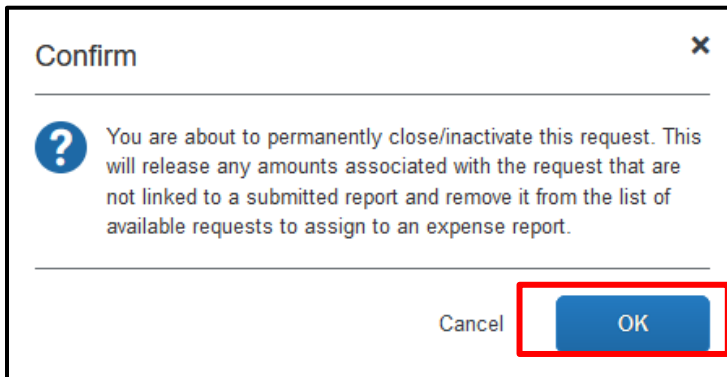 Confirm
You are about to permanently close/inactivate this request. This
will release any amounts associated with the request that are
not linked to a submitted report and remove it from the list of
available requests to assign to an expense report.
Cancel
OK